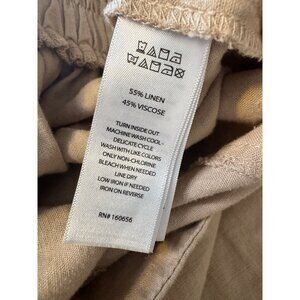 55% LINEN
45% VISCOSE
TURN INSIDE OUT
MACHINE WASH COOL -
DELICATE CYCLE
WASH WITH LIKE COLORS
ONLY NON-CHLORINE
BLEACH WHEN NEEDED
LINE DRY
LOW IRON IF NEEDED
IRON ON REVERSE
RN# 160656